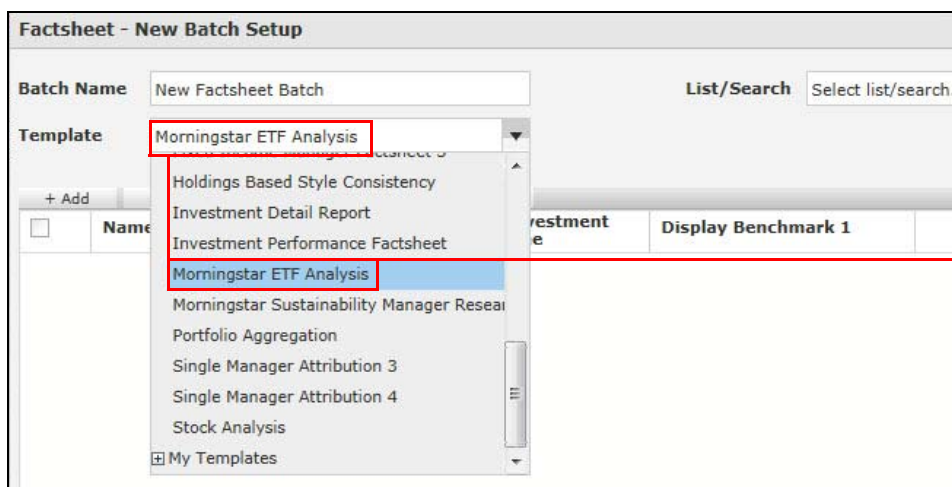 Factsheet - New Batch Setup
Batch Name New Factsheet Batch List/Search Select list/search
Template Morningstar ETF Analysis
Holdings Based Style Consistency
+ Add
Investment Detail Report
Name Display Benchmark 1
Investment Performance Factsheet
Morningstar ETF Analysis
Morningstar Sustainability Manager
Portfolio Aggregation
Single Manager Attribution 3
Single Manager Attribution 4
Stock Analysis
My Templates